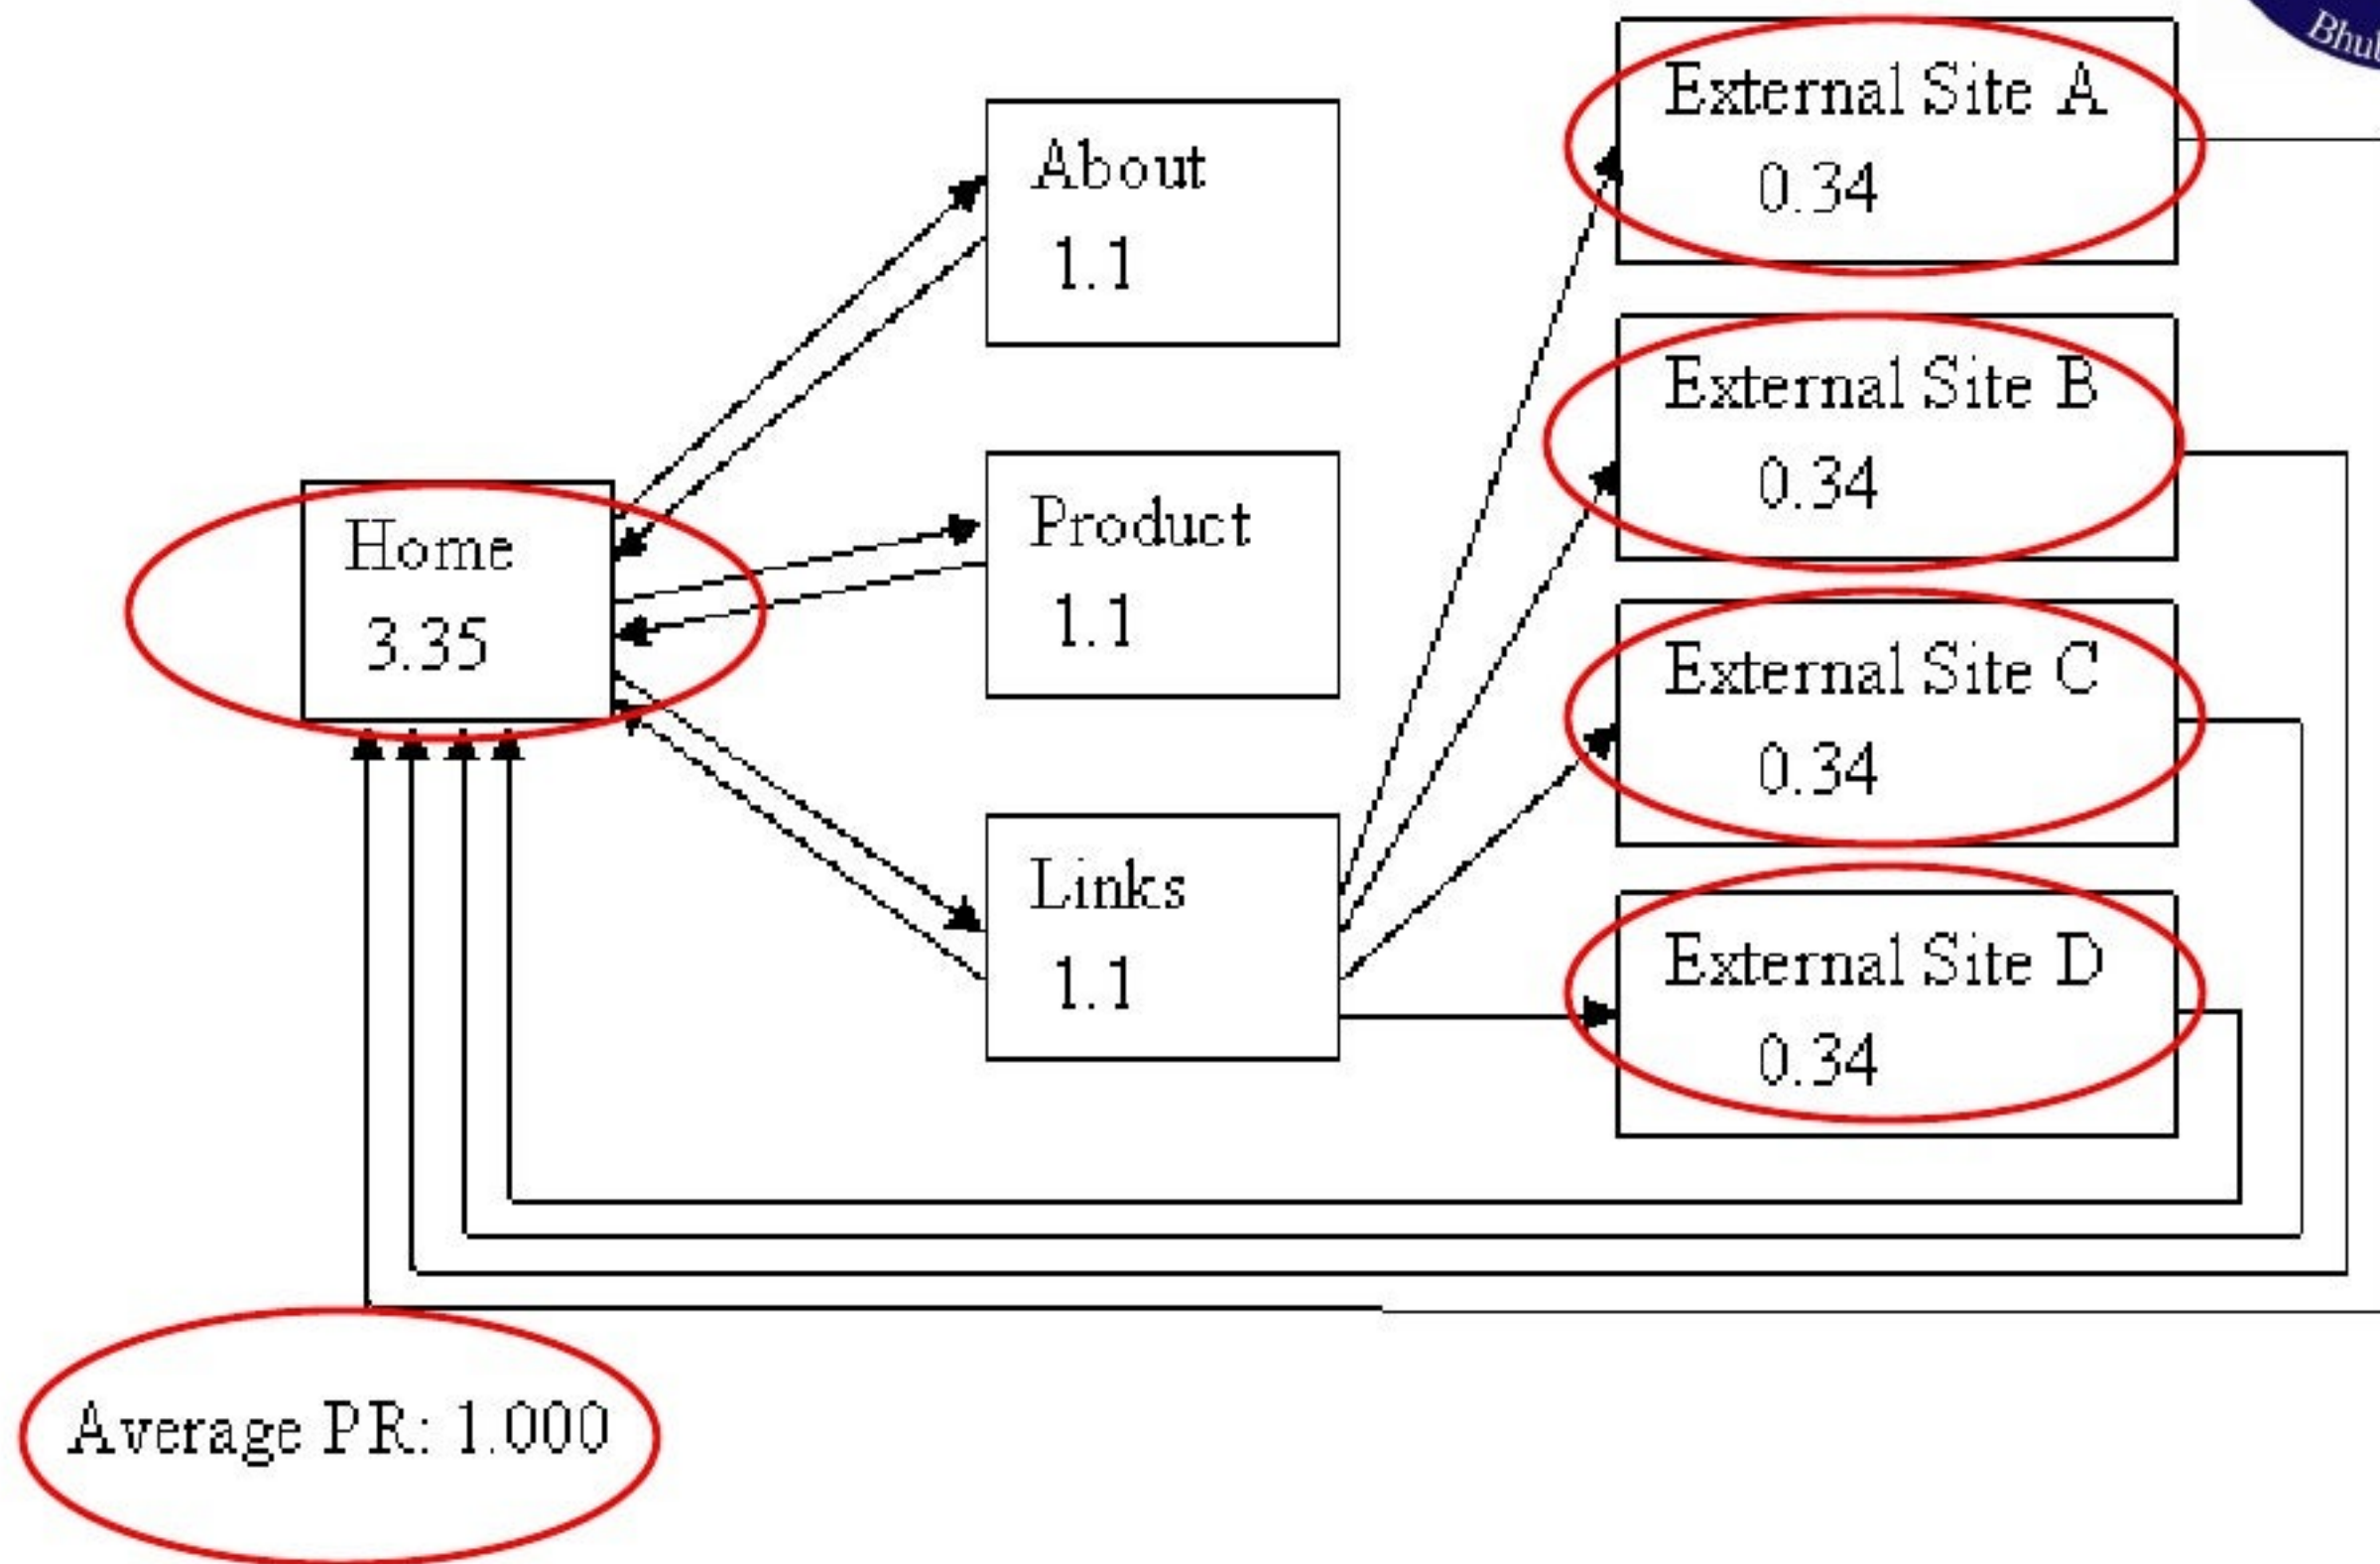 About
1.1
Home
3.35
Product
1.1
Links
1.1
External Site A
0.34
External Site B
0.34
External Site C
0.34
External Site D
0.34
Average PR: 1.000